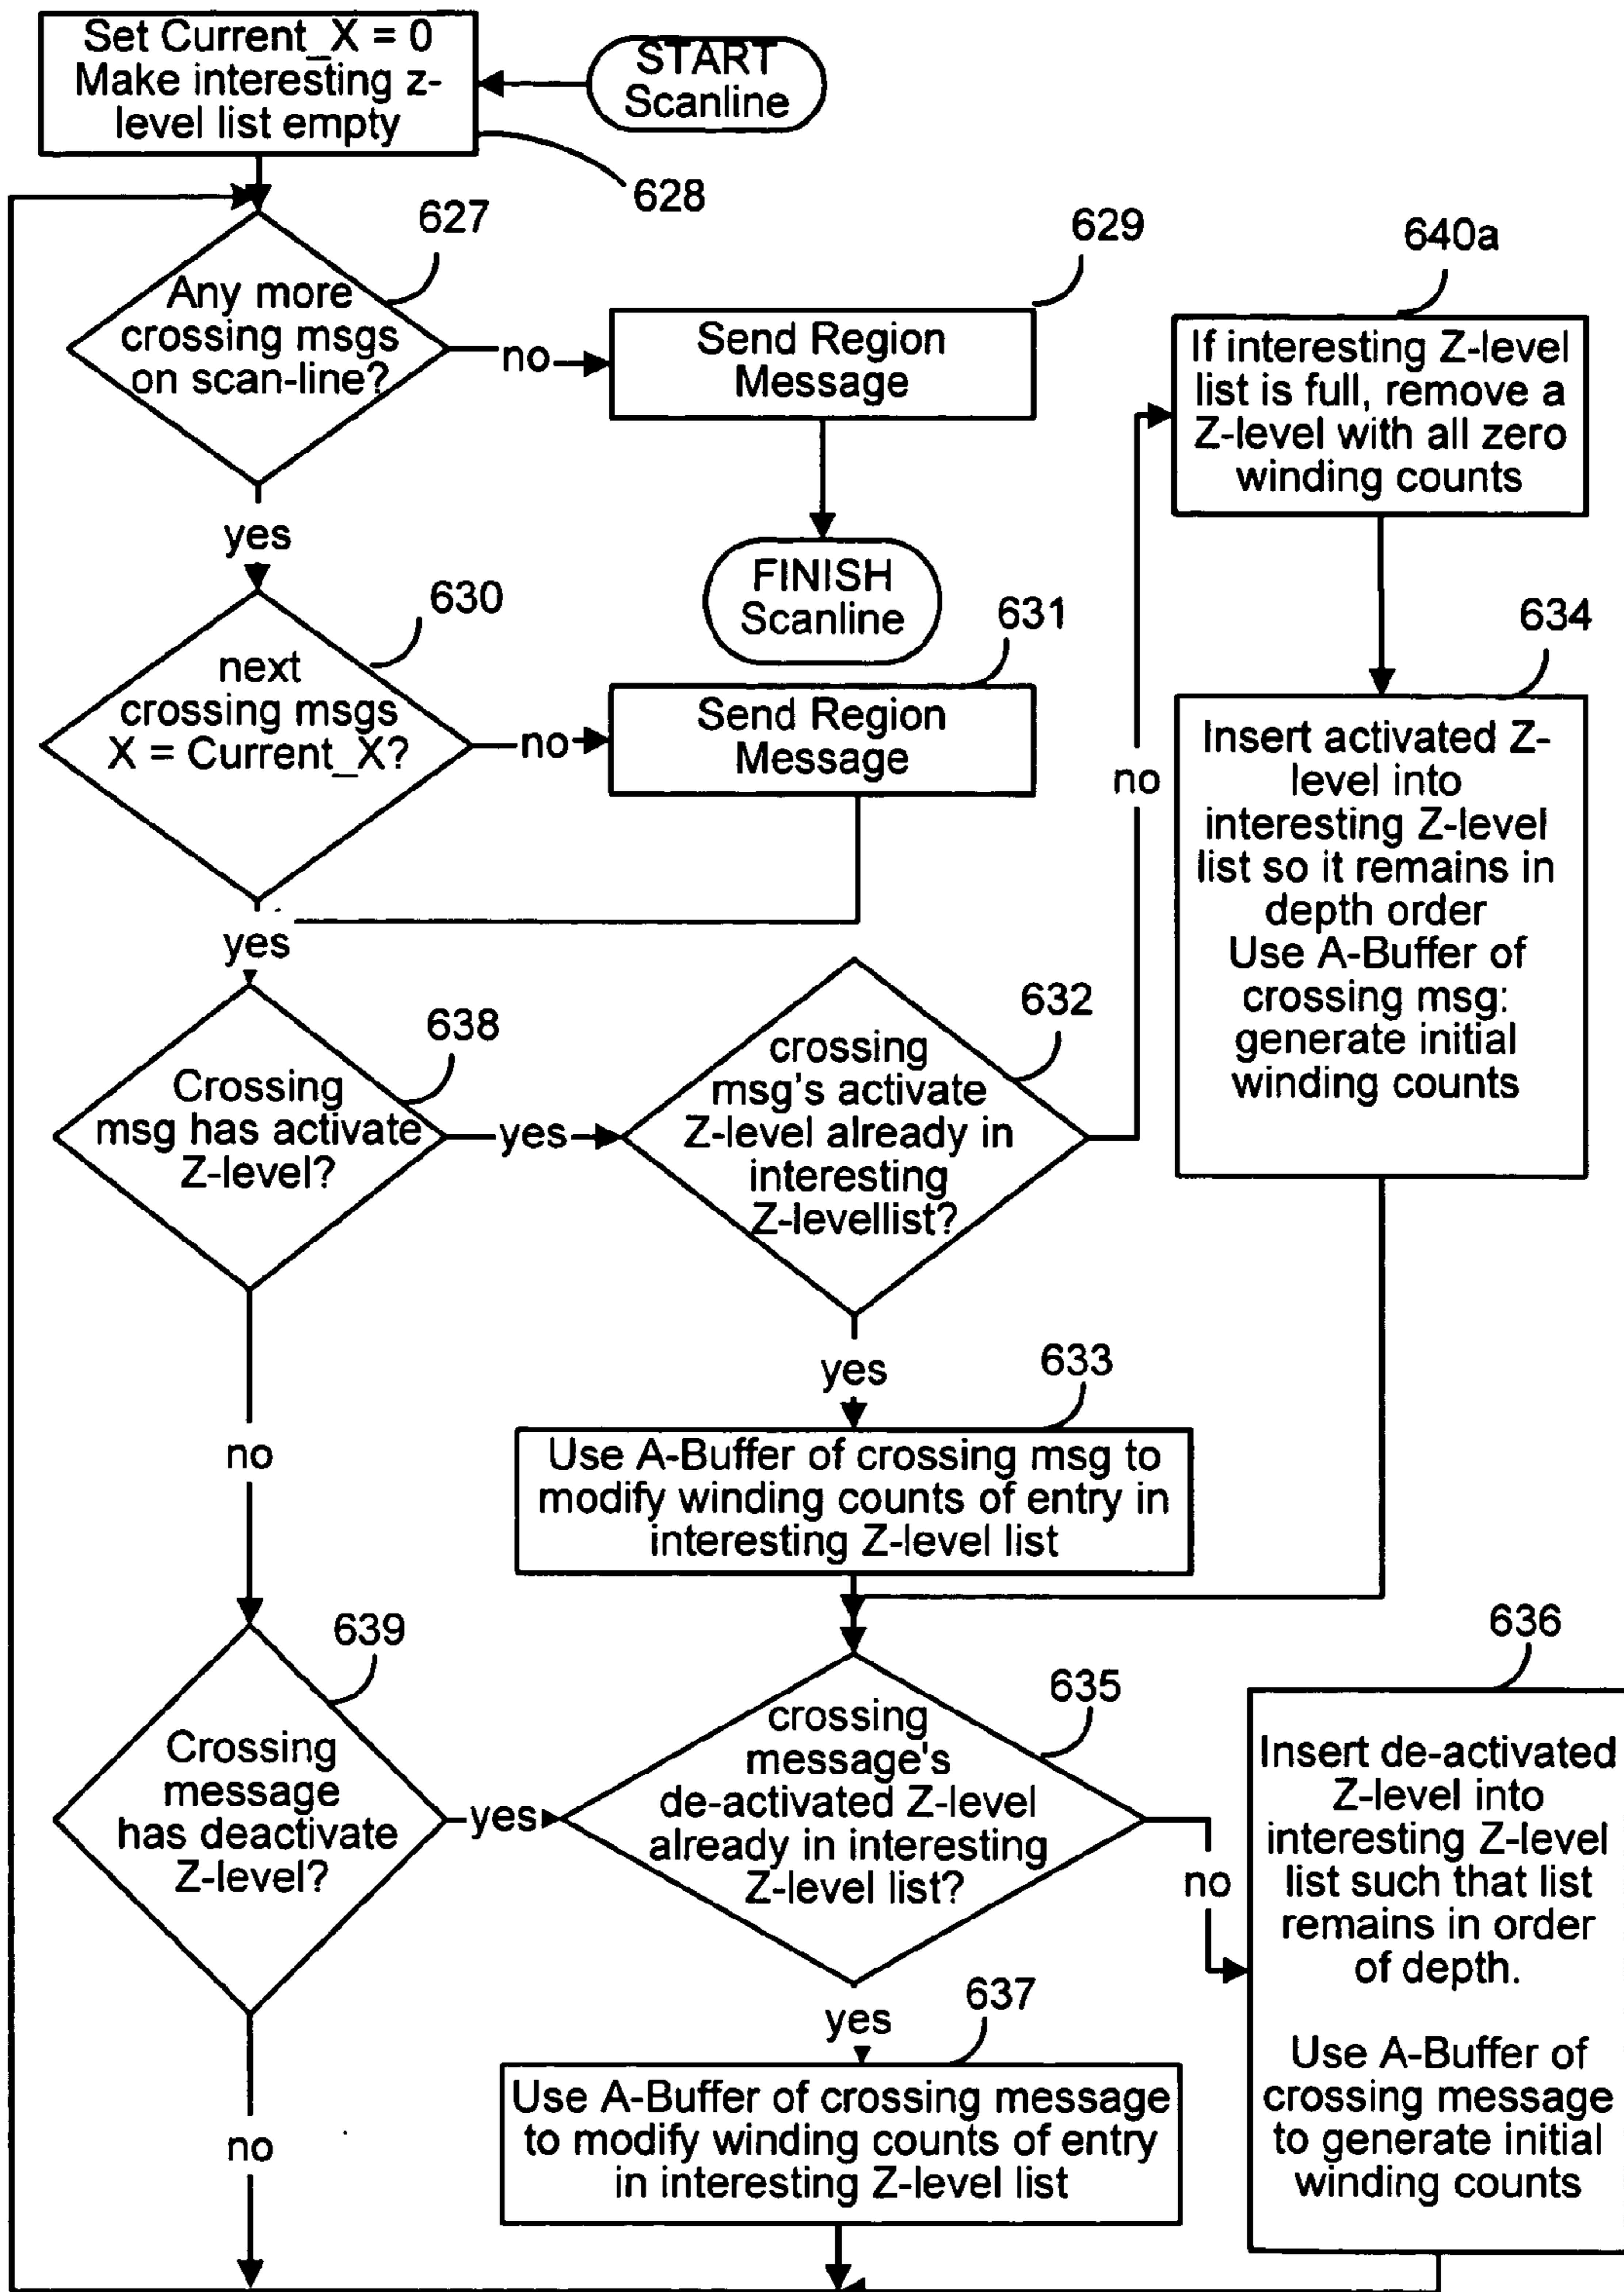 Set Current_X = 0
Make interesting z-
level list empty
START
Scanline
628
627
Any more
crossing msgs
on scan-line?
no
629
Send Region
Message
640a
If interesting Z-level
list is full, remove a
Z-level with all zero
winding counts
yes
FINISH
Scanline
630
next
crossing msgs
X = Current_X?
no
631
Send Region
Message
no
634
Insert activated Z-
level into
interesting Z-level
list so it remains in
depth order
Use A-Buffer of
crossing msg:
generate initial
winding counts
yes
638
Crossing
msg has activate
Z-level?
yes
632
crossing
msg's activate
Z-level already in
interesting
Z-levellist?
yes
no
633
Use A-Buffer of crossing msg to
modify winding counts of entry in
interesting Z-level list
639
Crossing
message
has deactivate
Z-level?
yes
635
crossing
message's
de-activated Z-level
already in interesting
Z-level list?
no
636
Insert de-activated
Z-level into
interesting Z-level
list such that list
remains in order
of depth.
Use A-Buffer of
crossing message
to generate initial
winding counts
yes
637
Use A-Buffer of crossing message
to modify winding counts of entry
in interesting Z-level list
no